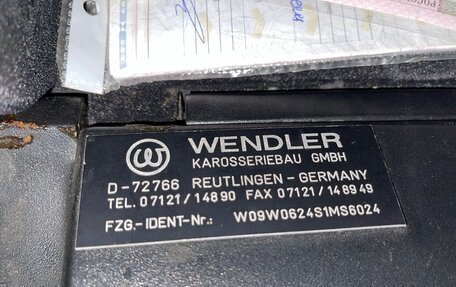 WENDLER
KAROSSERIEBAU GMBH
D-72766 REUTLINGEN - GERMANY
TEL. 07121/14890 FAX 07121/148949
FZG.-IDENT-Nr.: W09W0624S1MS6024